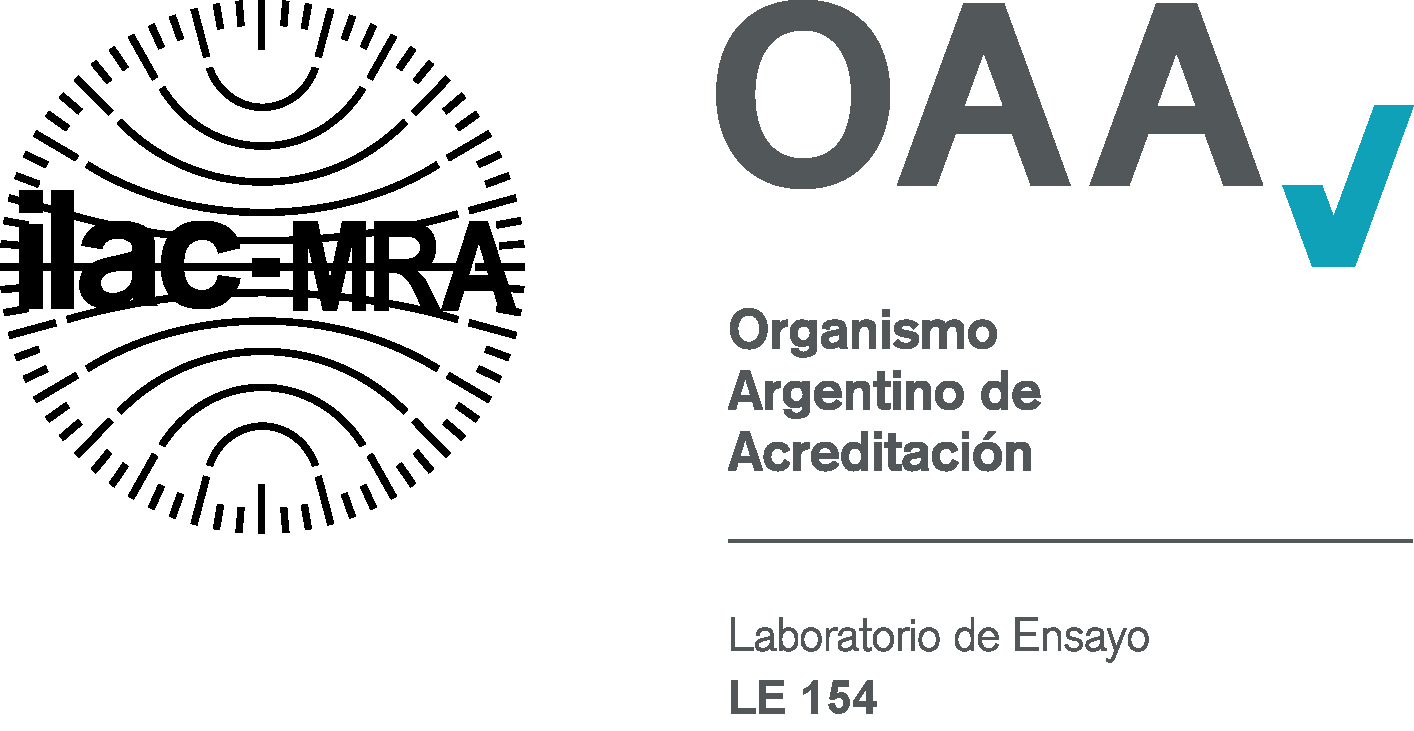 ilac-MRA
OAA
Organismo
Argentino de
Acreditación
Laboratorio de Ensayo
LE 154